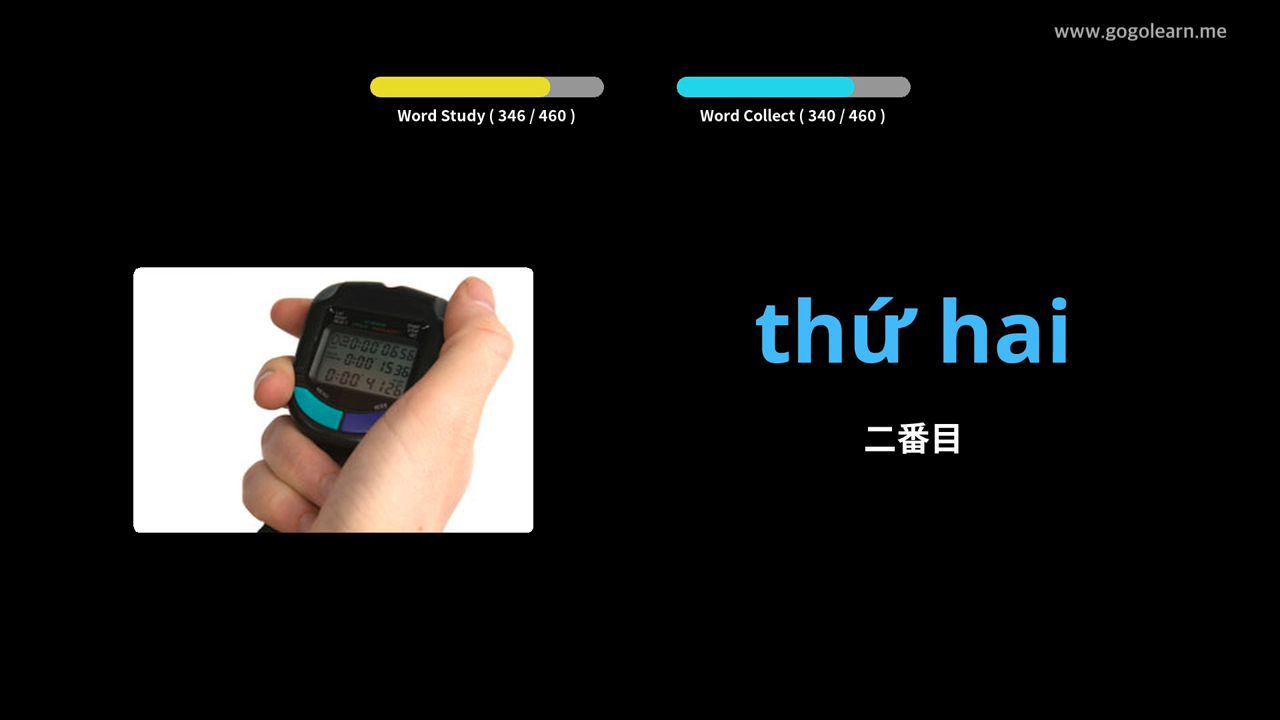 www.gogolearn.me
Word Study ( 346 / 460 )
Word Collect ( 340 / 460 )
thứ hai
二番目